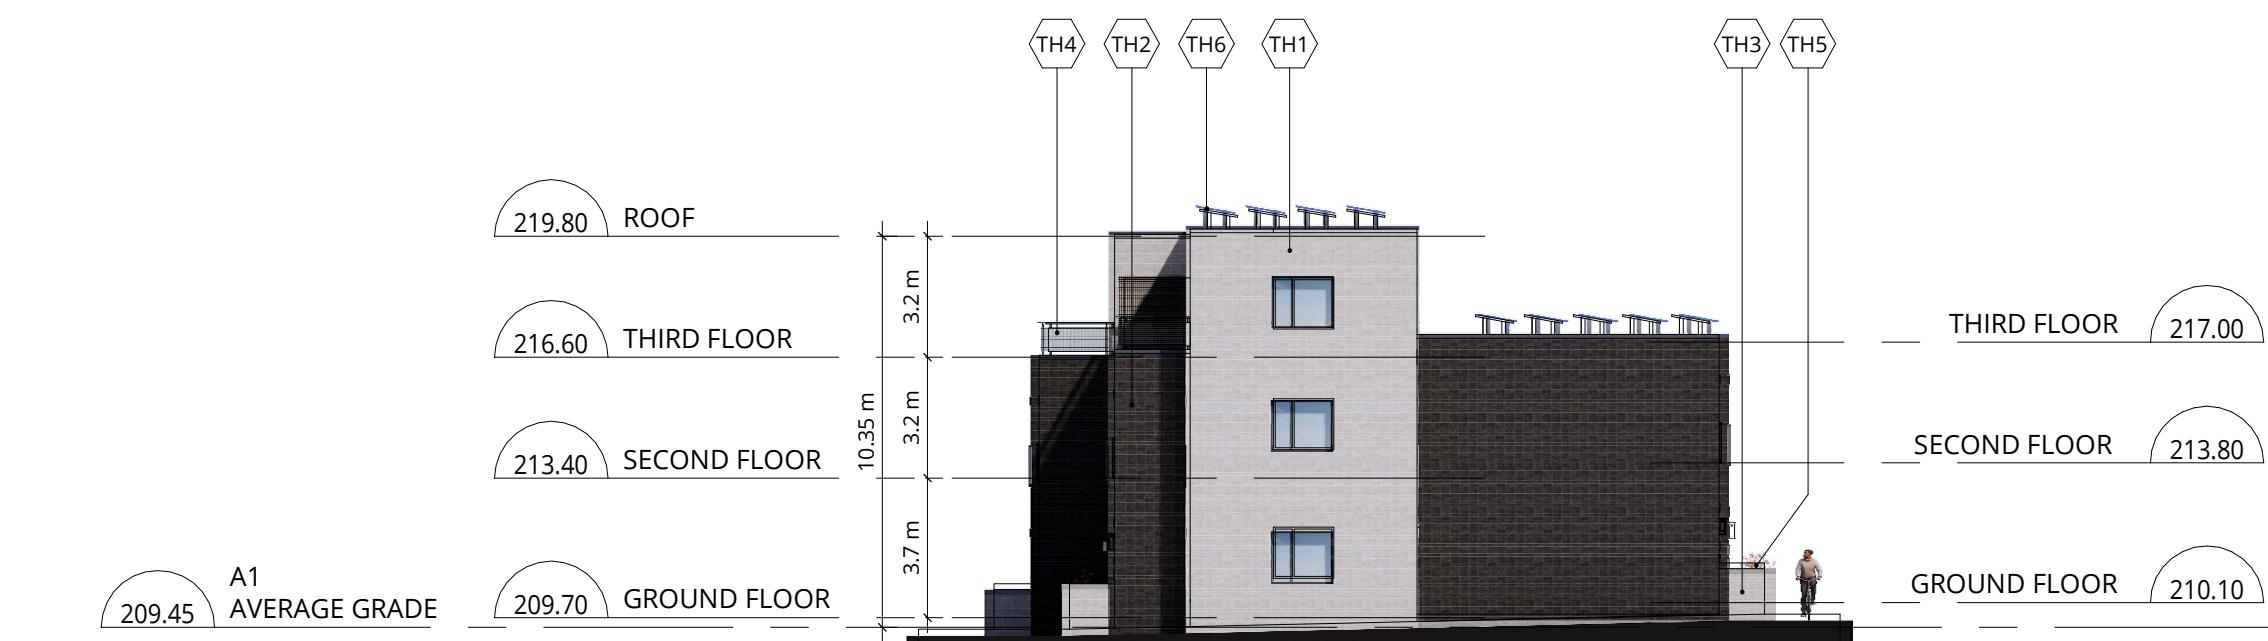 TH4 TH2 TH6 TH1 TH3 TH5
219.80 ROOF
3.2 m
216.60 THIRD FLOOR
THIRD FLOOR 217.00
10.35 m
3.2 m
213.40 SECOND FLOOR
SECOND FLOOR 213.80
3.7 m
A1
209.45 AVERAGE GRADE
209.70 GROUND FLOOR
GROUND FLOOR 210.10